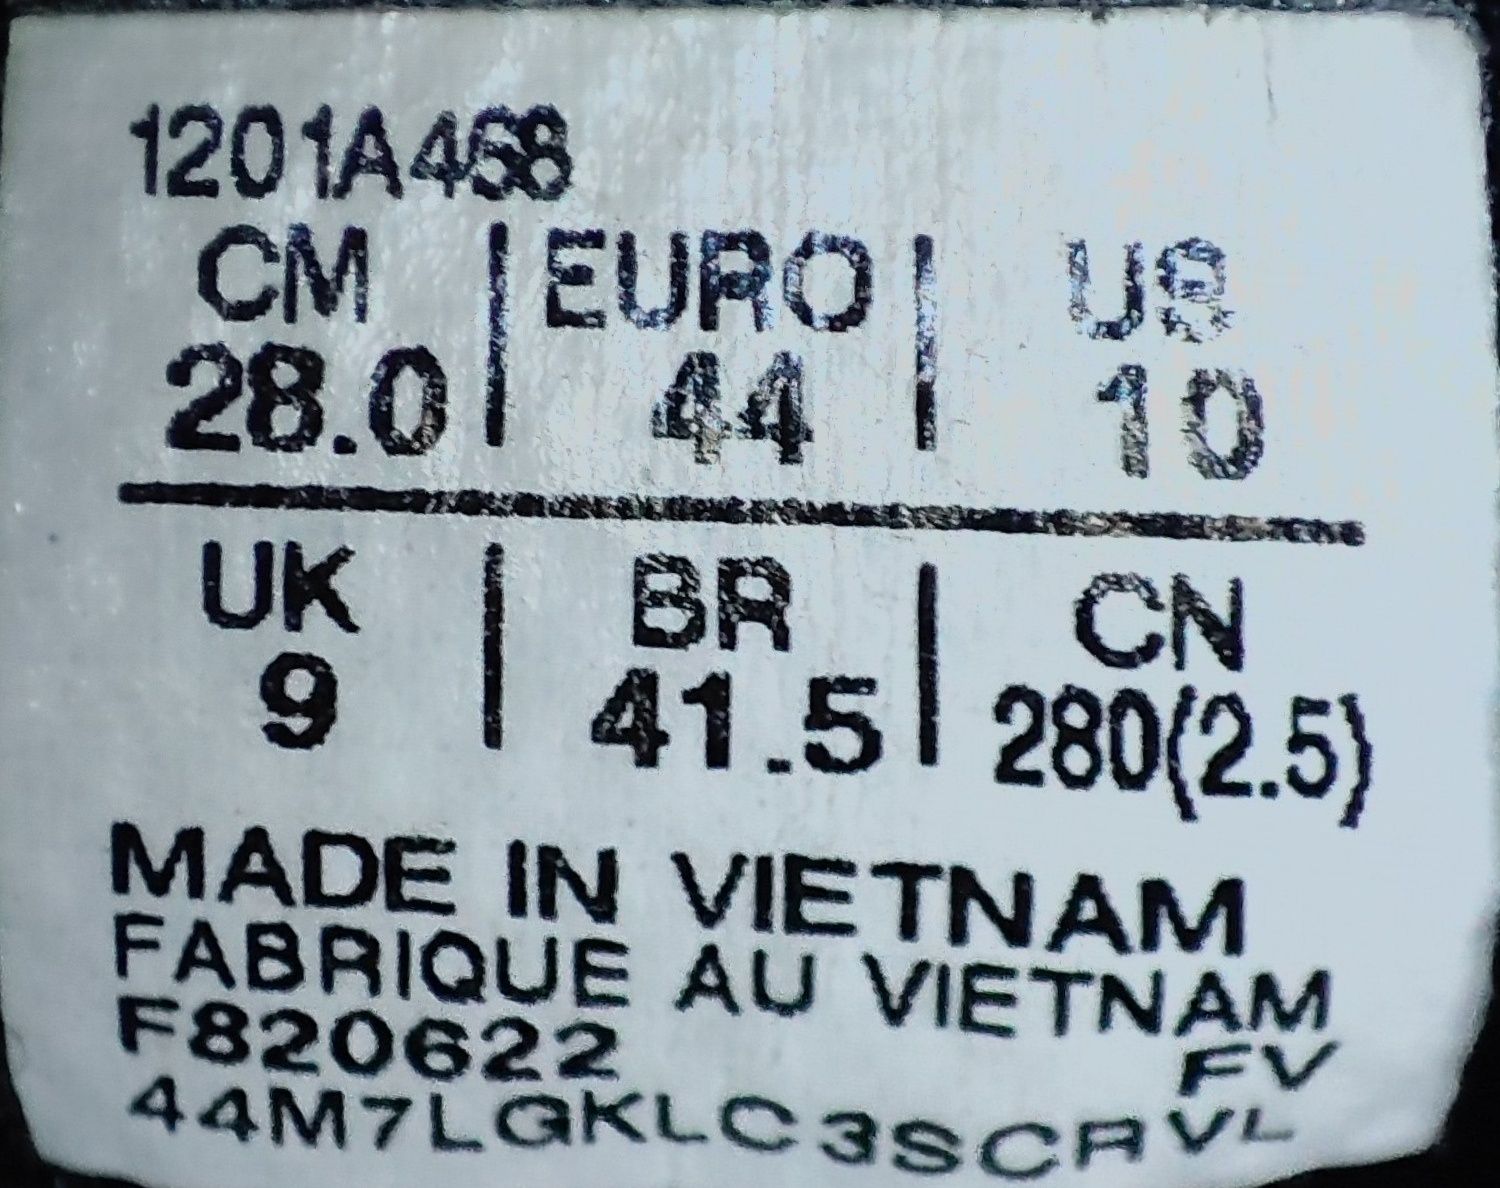 1201A458
CM | EURO | US
28.0 | 44 | 10
UK | BR | CN
9 | 41.5 | 280(2.5)
MADE IN VIETNAM
FABRIQUE AU VIETNAM
F820622 FV
44M7LGKLC3SCR VL